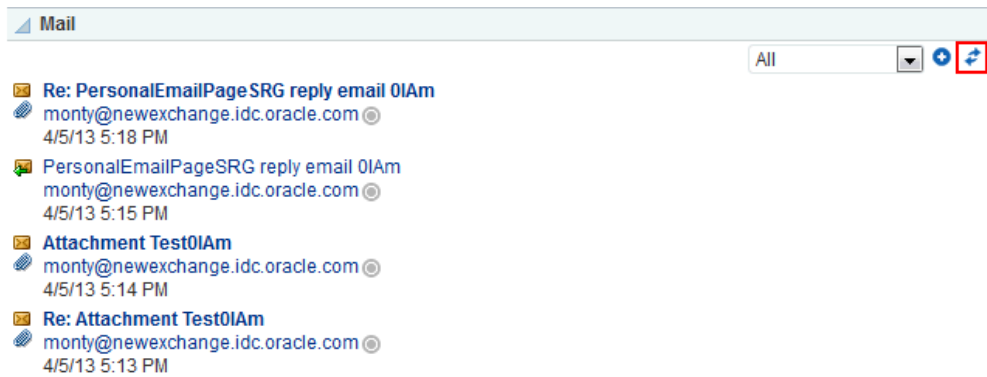 Mail
All
Re: PersonalEmailPageSRG reply email 0IAm
monty@newexchange.idc.oracle.com
4/5/13 5:18 PM
PersonalEmailPageSRG reply email 0IAm
monty@newexchange.idc.oracle.com
4/5/13 5:15 PM
Attachment Test0IAm
monty@newexchange.idc.oracle.com
4/5/13 5:14 PM
Re: Attachment Test0IAm
monty@newexchange.idc.oracle.com
4/5/13 5:13 PM